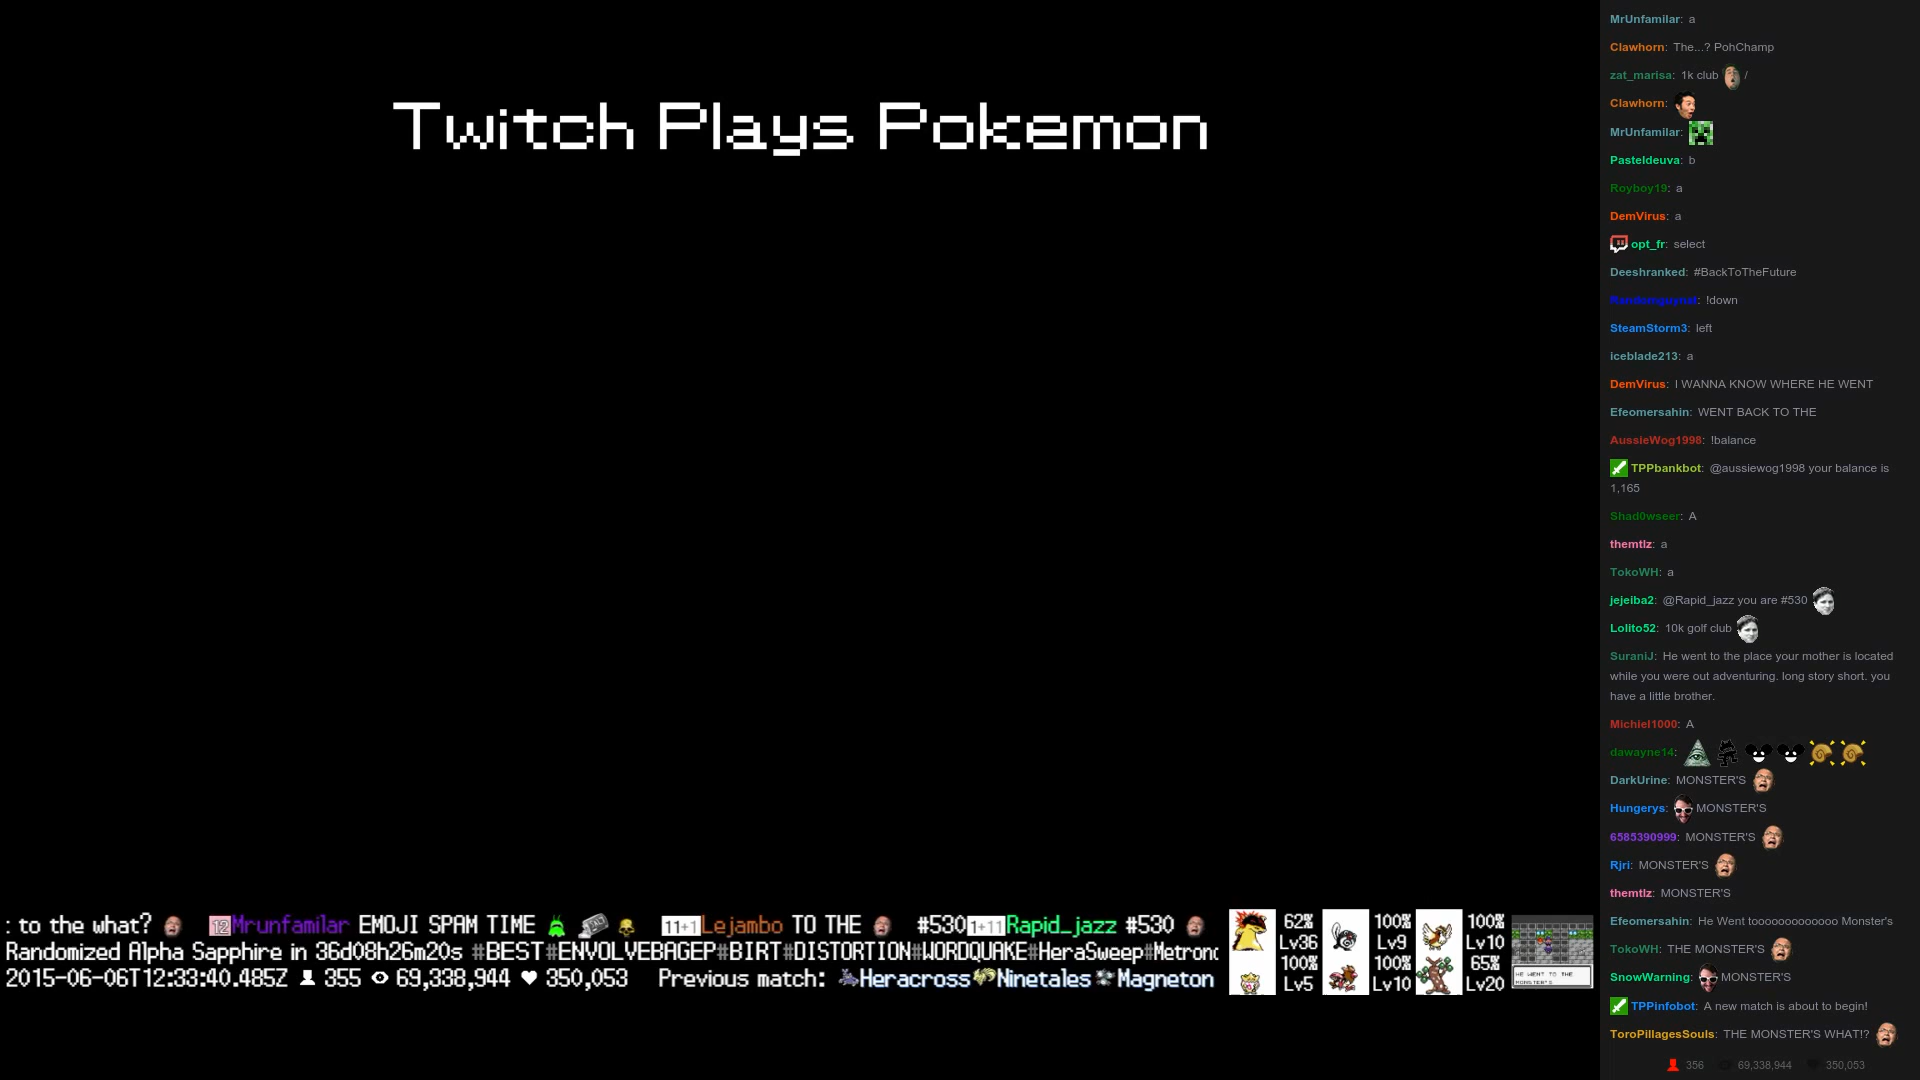 Twitch Plays Pokemon
MrUnfamilar: a
Clawhorn: The...? PohChamp
zat_marisa: 1k club /
Clawhorn:
MrUnfamilar:
Pasteldeuva: b
Royboy19: a
DemVirus: a
opt_fr: select
Deeshranked: #BackToTheFuture
Randomguynat: !down
SteamStorm3: left
iceblade213: a
DemVirus: I WANNA KNOW WHERE HE WENT
Efeomersahin: WENT BACK TO THE
AussieWog1998: !balance
TPPbankbot: @aussiewog1998 your balance is
1,165
Shad0wseer: A
themtlz: a
TokoWH: a
jejeiba2: @Rapid_jazz you are #530
Lolito52: 10k golf club
SuraniJ: He went to the place your mother is located
while you were out adventuring. long story short. you
have a little brother.
Michiel1000: A
dawayne14:
DarkUrine: MONSTER'S
Hungerys: MONSTER'S
6585390999: MONSTER'S
Rjri: MONSTER'S
themtlz: MONSTER'S
Efeomersahin: He Went tooooooooooooo Monster's
TokoWH: THE MONSTER'S
SnowWarning: MONSTER'S
TPPinfobot: A new match is about to begin!
ToroPillagesSouls: THE MONSTER'S WHAT!?
356 69,338,944 350,053
: to the what? 12 Mrunfamilar EMOJI SPAM TIME 11+1 Lejambo TO THE #530 1+11 Rapid_jazz #530
Randomized Alpha Sapphire in 36d08h26m20s #BEST#ENVOLVEBAGEP#BIRT#DISTORTION#WORDQUAKE#HeraSweep#Metrono
2015-06-06T12:33:40.485Z 355 69,338,944 350,053 Previous match: Heracross Ninetales Magneton
62% 100% 100%
Lv36 Lv9 Lv10
100% 100% 65%
Lv5 Lv10 Lv20
HE WENT TO THE
MONSTER'S